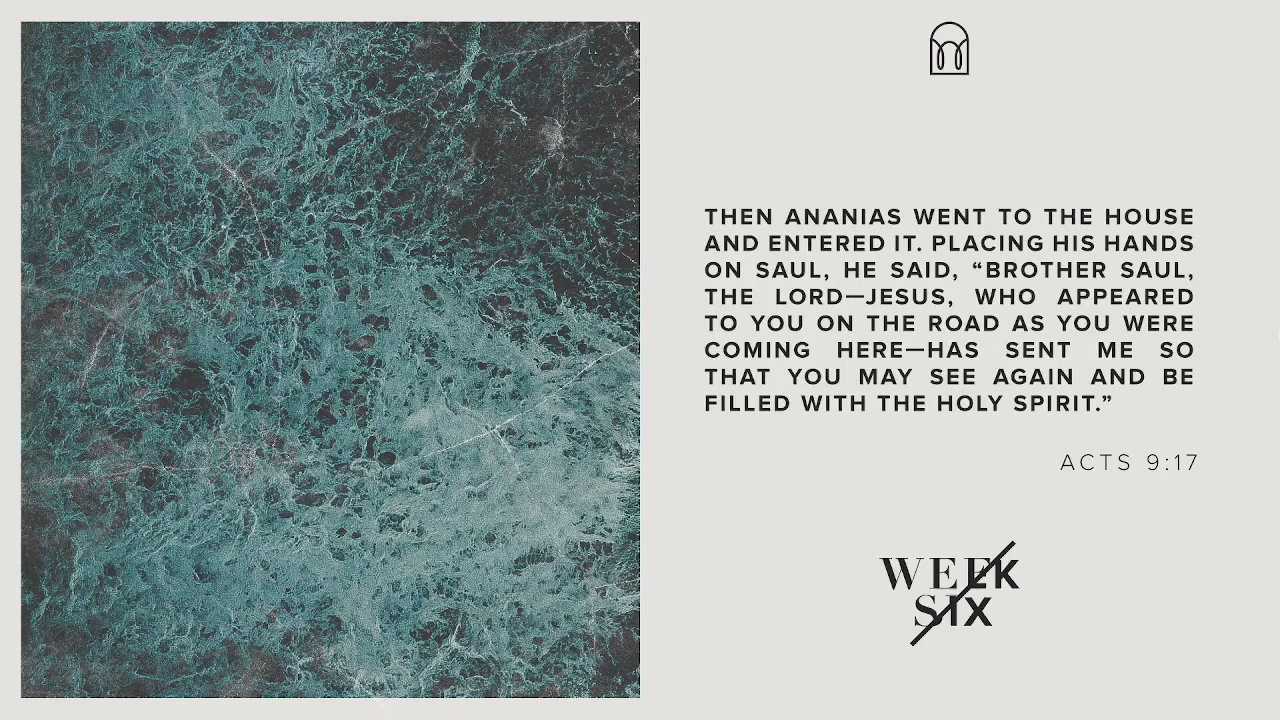 THEN ANANIAS WENT TO THE HOUSE
AND ENTERED IT. PLACING HIS HANDS
ON SAUL, HE SAID, “BROTHER SAUL,
THE LORD—JESUS, WHO APPEARED
TO YOU ON THE ROAD AS YOU WERE
COMING HERE—HAS SENT ME SO
THAT YOU MAY SEE AGAIN AND BE
FILLED WITH THE HOLY SPIRIT.”
ACTS 9:17
WEEK
SIX